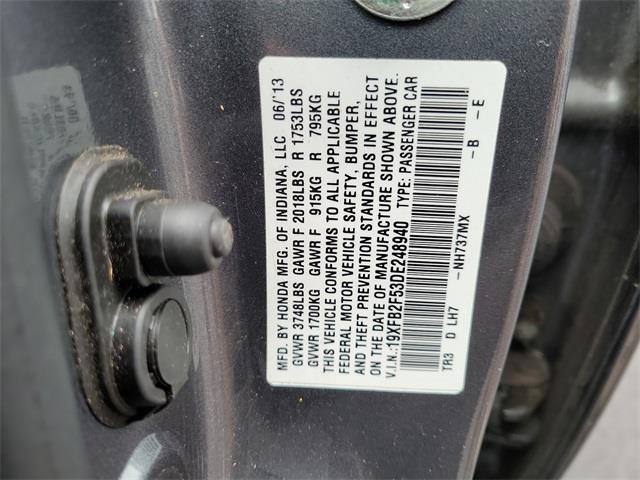 MFD. BY HONDA MFG. OF INDIANA, LLC 06/'13
GVWR 3748LBS GAWR F 2018LBS R 1753LBS
GVWR 1700KG GAWR F 915KG R 795KG
THIS VEHICLE CONFORMS TO ALL APPLICABLE
FEDERAL MOTOR VEHICLE SAFETY, BUMPER,
AND THEFT PREVENTION STANDARDS IN EFFECT
ON THE DATE OF MANUFACTURE SHOWN ABOVE.
V.I.N.:19XFB2F53DE248940 TYPE: PASSENGER CAR
TR3 D LH7 -NH737MX -B -E